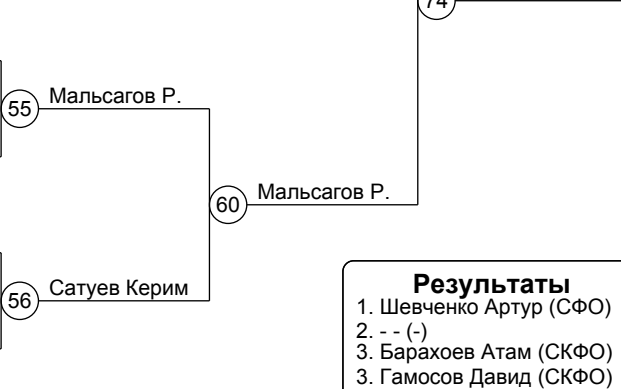 74
55 Мальсагов Р.
60 Мальсагов Р.
56 Сатуев Керим
Результаты
1. Шевченко Артур (СФО)
2. - - (-)
3. Барахоев Атам (СКФО)
3. Гамосов Давид (СКФО)